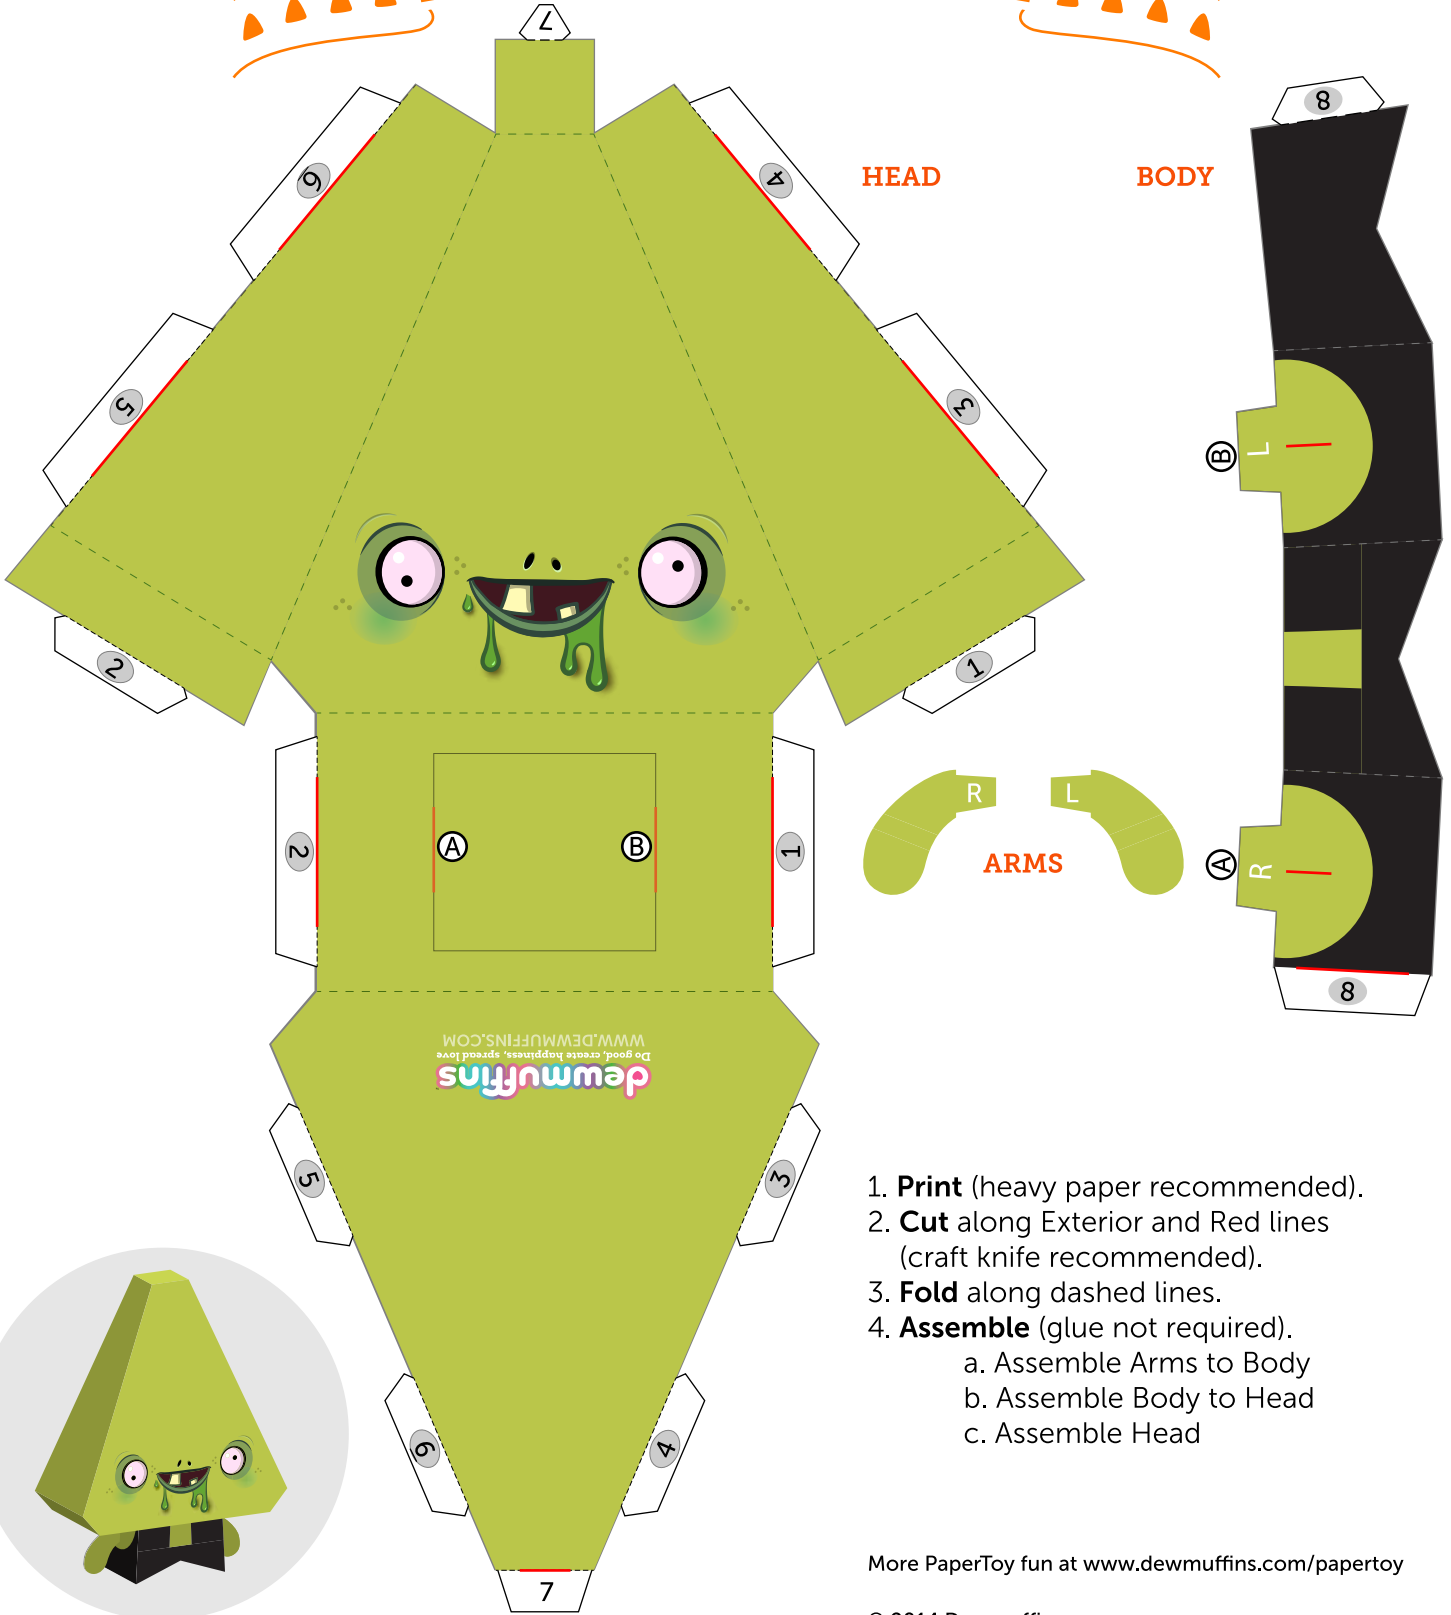 7
8
6
4
HEAD
BODY
5
3
B
L
2
1
R
L
ARMS
2
A
B
1
A
R
8
WWW.DEWMUFFINS.COM
Do good, create happiness, spread love
dewmuffins
5
3
1. Print (heavy paper recommended).
2. Cut along Exterior and Red lines
(craft knife recommended).
3. Fold along dashed lines.
4. Assemble (glue not required).
a. Assemble Arms to Body
b. Assemble Body to Head
c. Assemble Head
6
4
7
More PaperToy fun at www.dewmuffins.com/papertoy